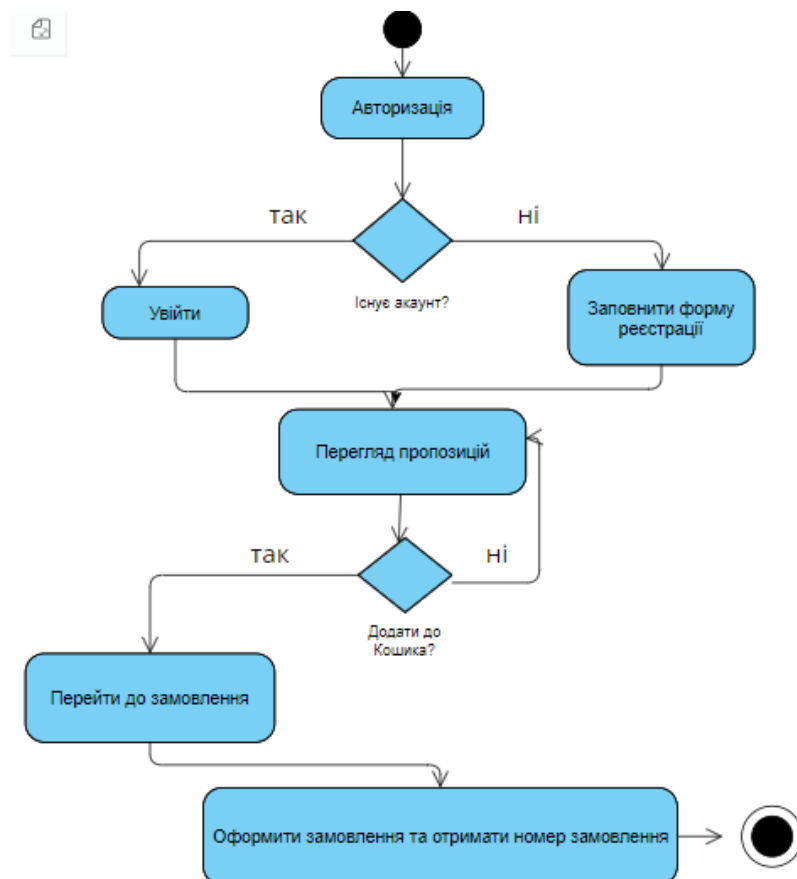 Авторизація
так
ні
Існує акаунт?
Увійти
Заповнити форму
реєстрації
Перегляд пропозицій
так
ні
Додати до
Кошика?
Перейти до замовлення
Оформити замовлення та отримати номер замовлення